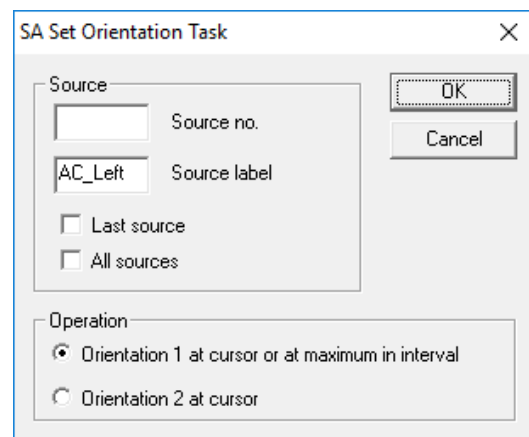 SA Set Orientation Task
Source
Source no.
AC_Left Source label
Last source
All sources
OK
Cancel
Operation
Orientation 1 at cursor or at maximum in interval
Orientation 2 at cursor